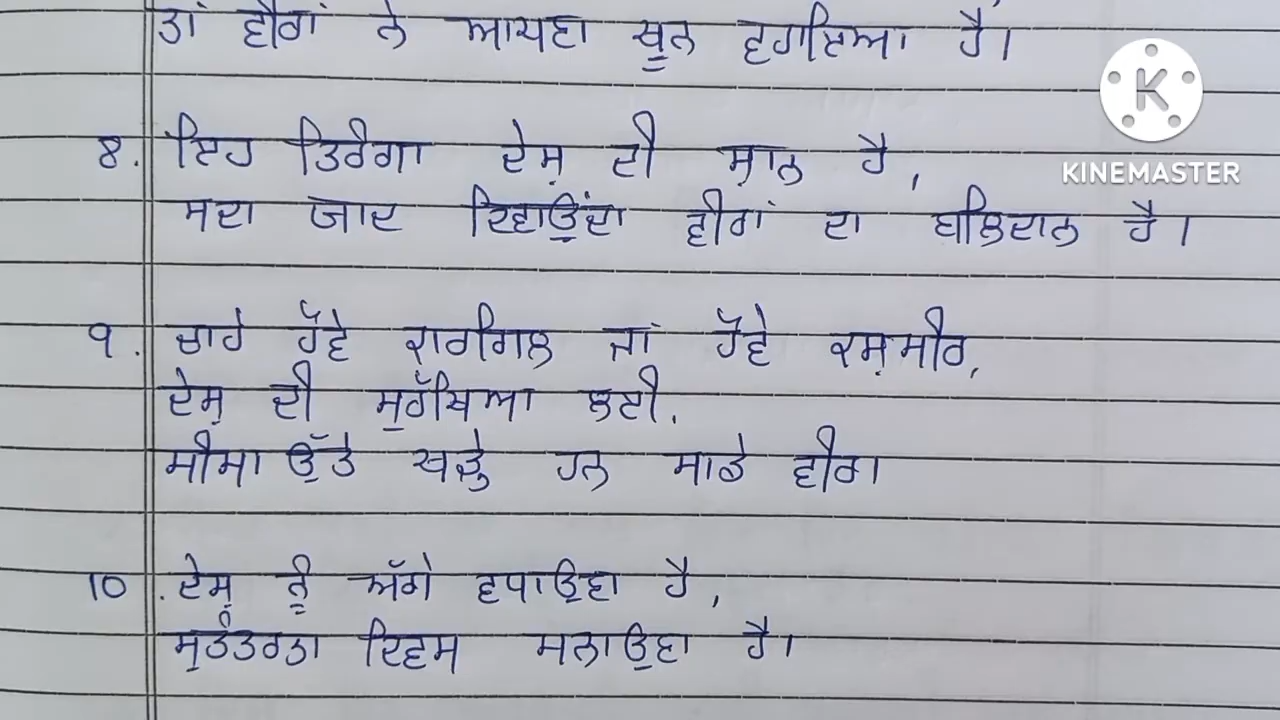 ਤਾਂ ਵੀਰਾਂ ਨੇ ਆਪਣਾ ਖੂਨ ਵਹਾਇਆ ਹੈ।
8. ਇਹ ਤਿਰੰਗਾ ਦੇਸ਼ ਦੀ ਸ਼ਾਨ ਹੈ,
ਸਦਾ ਯਾਦ ਦਿਵਾਉਂਦਾ ਵੀਰਾਂ ਦਾ ਬਲਿਦਾਨ ਹੈ।
9. ਚਾਹੇ ਹੋਵੇ ਕਾਰਗਿਲ ਜਾਂ ਹੋਵੇ ਕਸ਼ਮੀਰ,
ਦੇਸ਼ ਦੀ ਸੁਰੱਖਿਆ ਲਈ,
ਸੀਮਾ ਉੱਤੇ ਖੜ੍ਹੇ ਹਨ ਸਾਡੇ ਵੀਰ।
10. ਦੇਸ਼ ਨੂੰ ਅੱਗੇ ਵਧਾਉਣਾ ਹੈ,
ਸੁਤੰਤਰਤਾ ਦਿਵਸ ਮਨਾਉਣਾ ਹੈ।
KINEMASTER